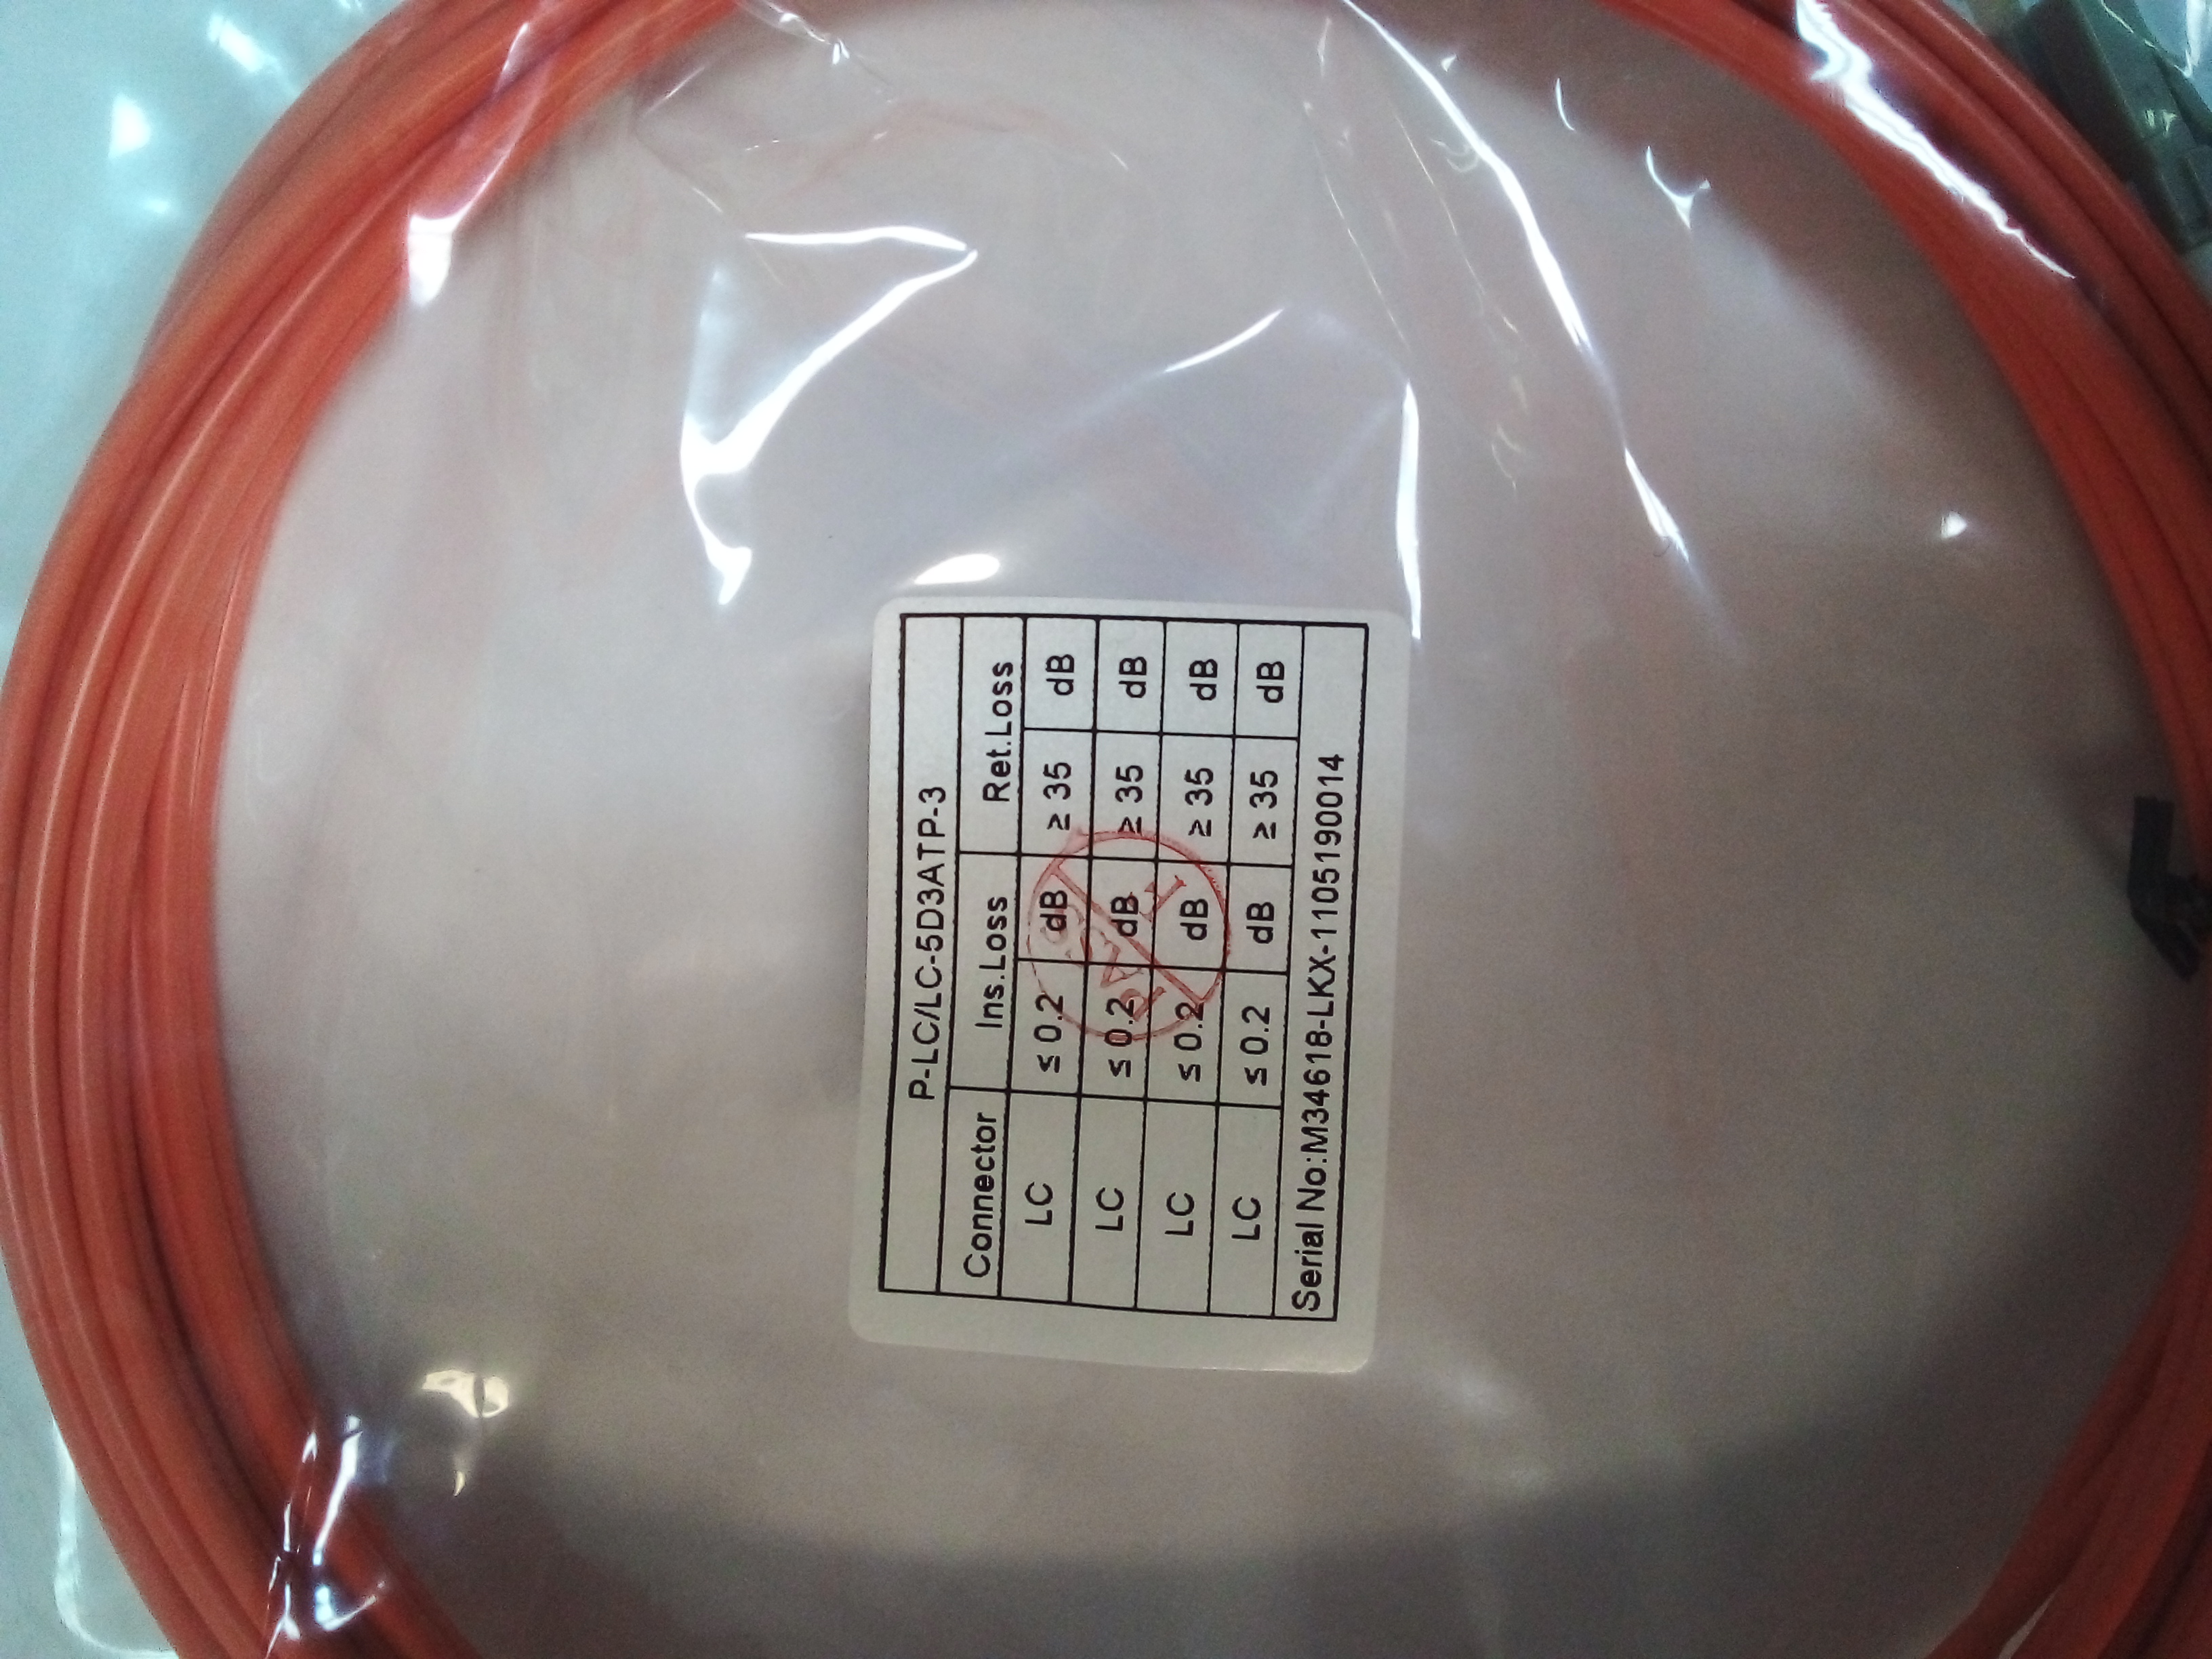 P-LC/LC-5D3ATP-3
Connector Ins.Loss Ret.Loss
LC ≤ 0.2 dB ≥ 35 dB
LC ≤ 0.2 dB ≥ 35 dB
LC ≤ 0.2 dB ≥ 35 dB
LC ≤ 0.2 dB ≥ 35 dB
Serial No:M34618-LKX-1105190014
PASS
F